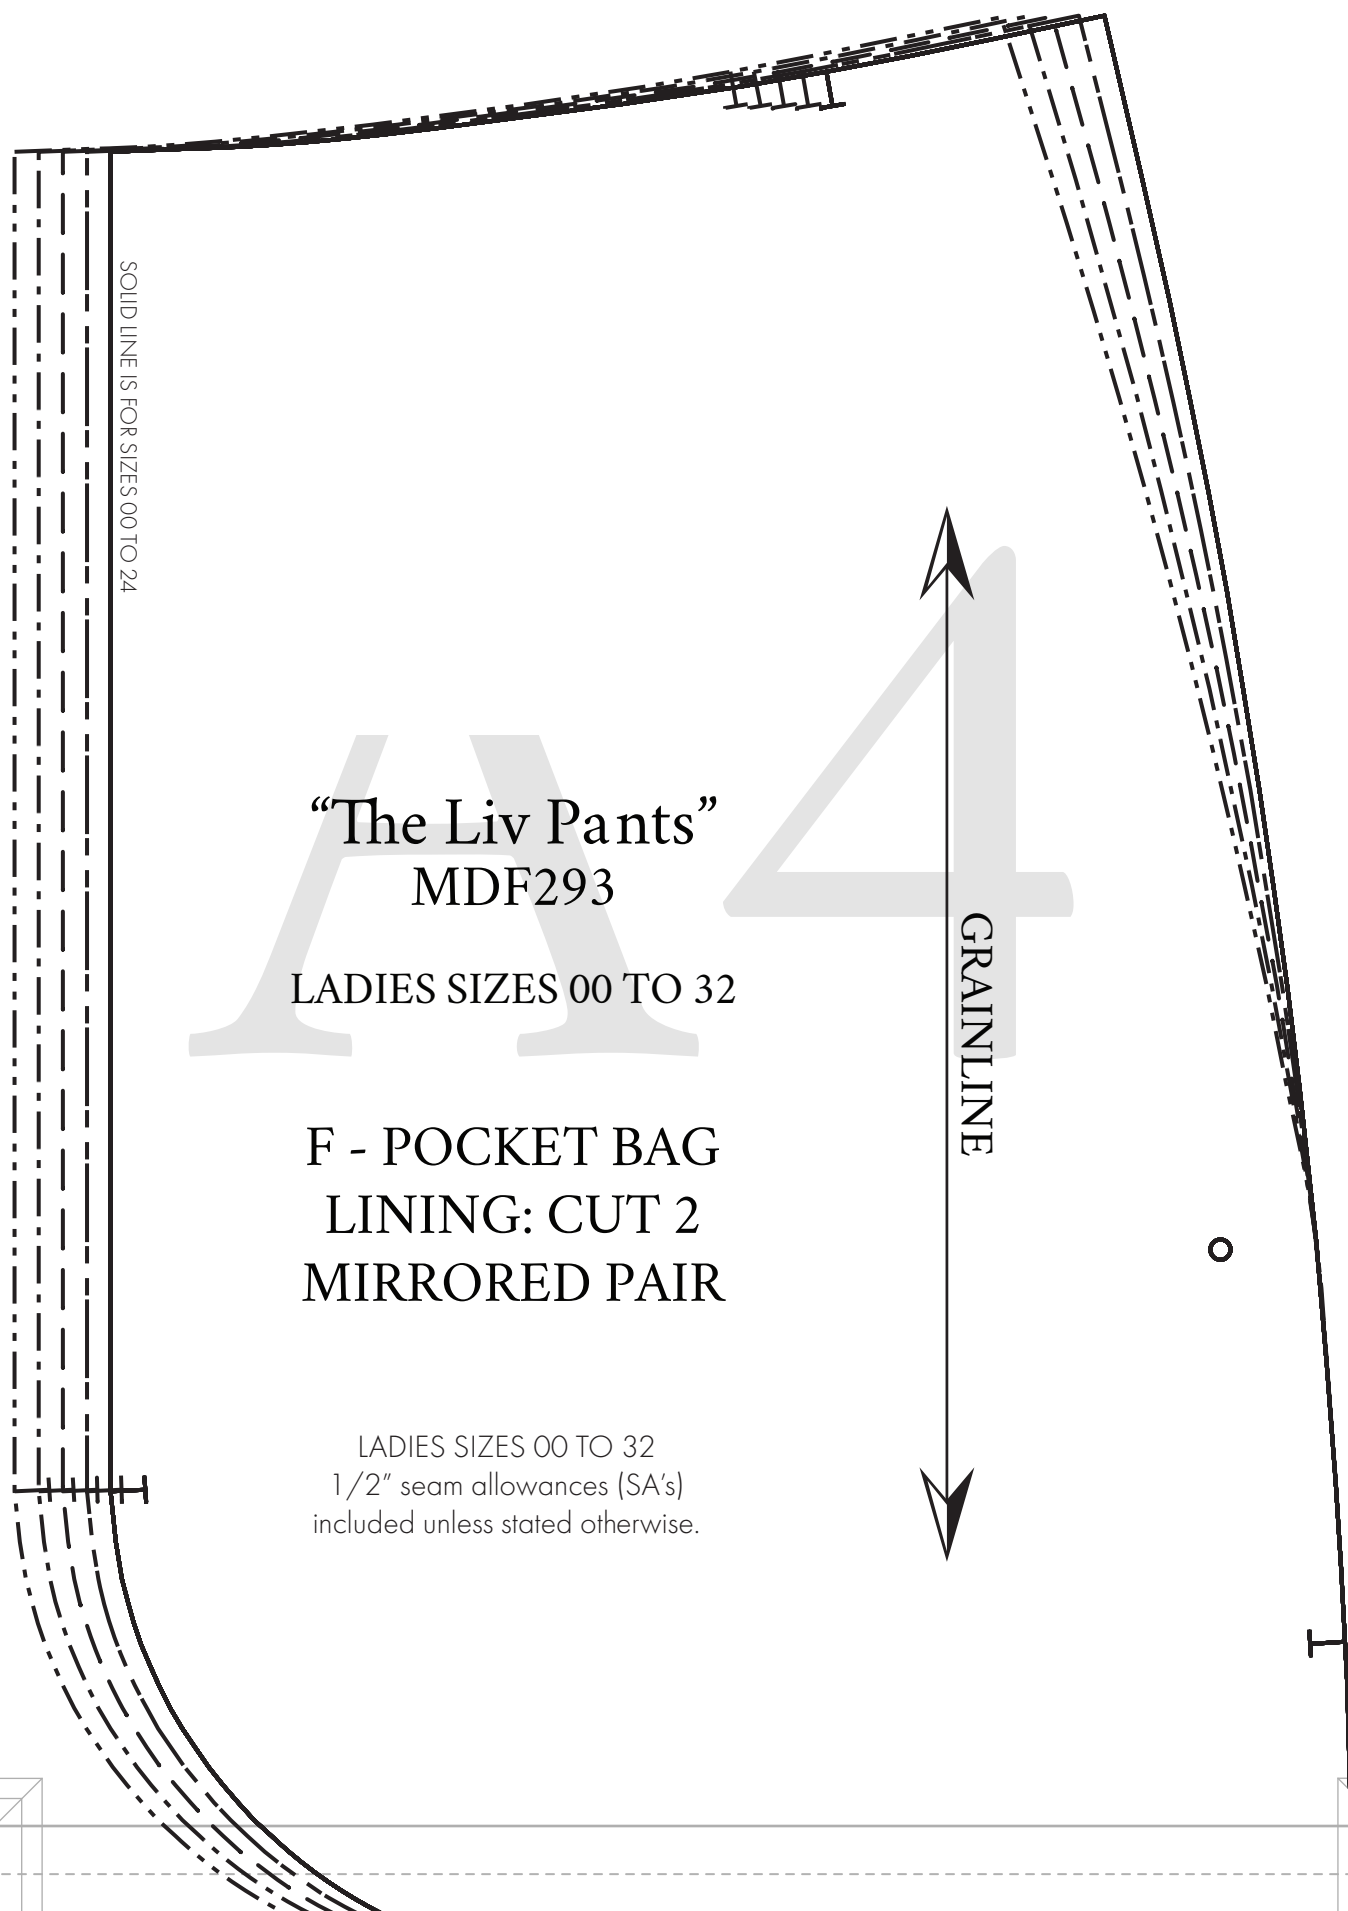 SOLID LINE IS FOR SIZES 00 TO 24
A4
“The Liv Pants”
MDF293
LADIES SIZES 00 TO 32
GRAINLINE
F - POCKET BAG
LINING: CUT 2
MIRRORED PAIR
LADIES SIZES 00 TO 32
1/2” seam allowances (SA’s)
included unless stated otherwise.